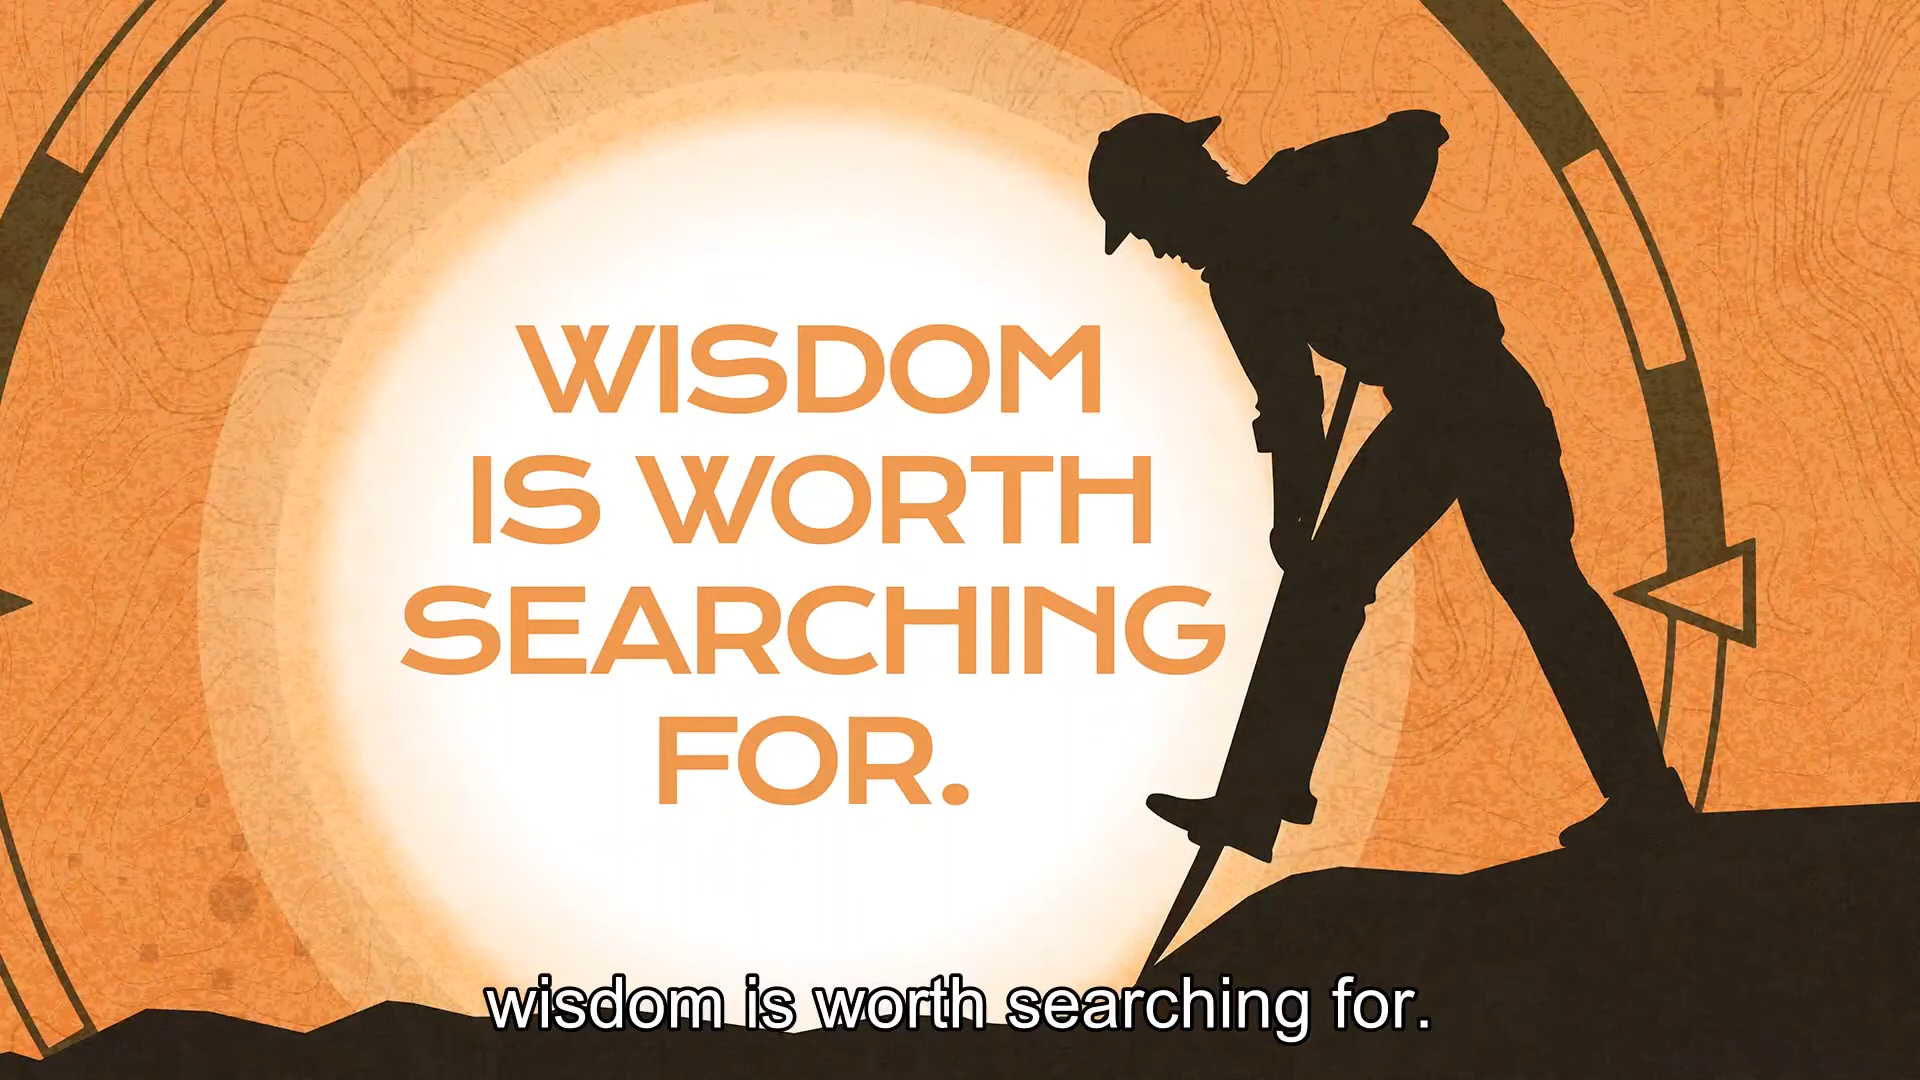 WISDOM
IS WORTH
SEARCHING
FOR.
wisdom is worth searching for.